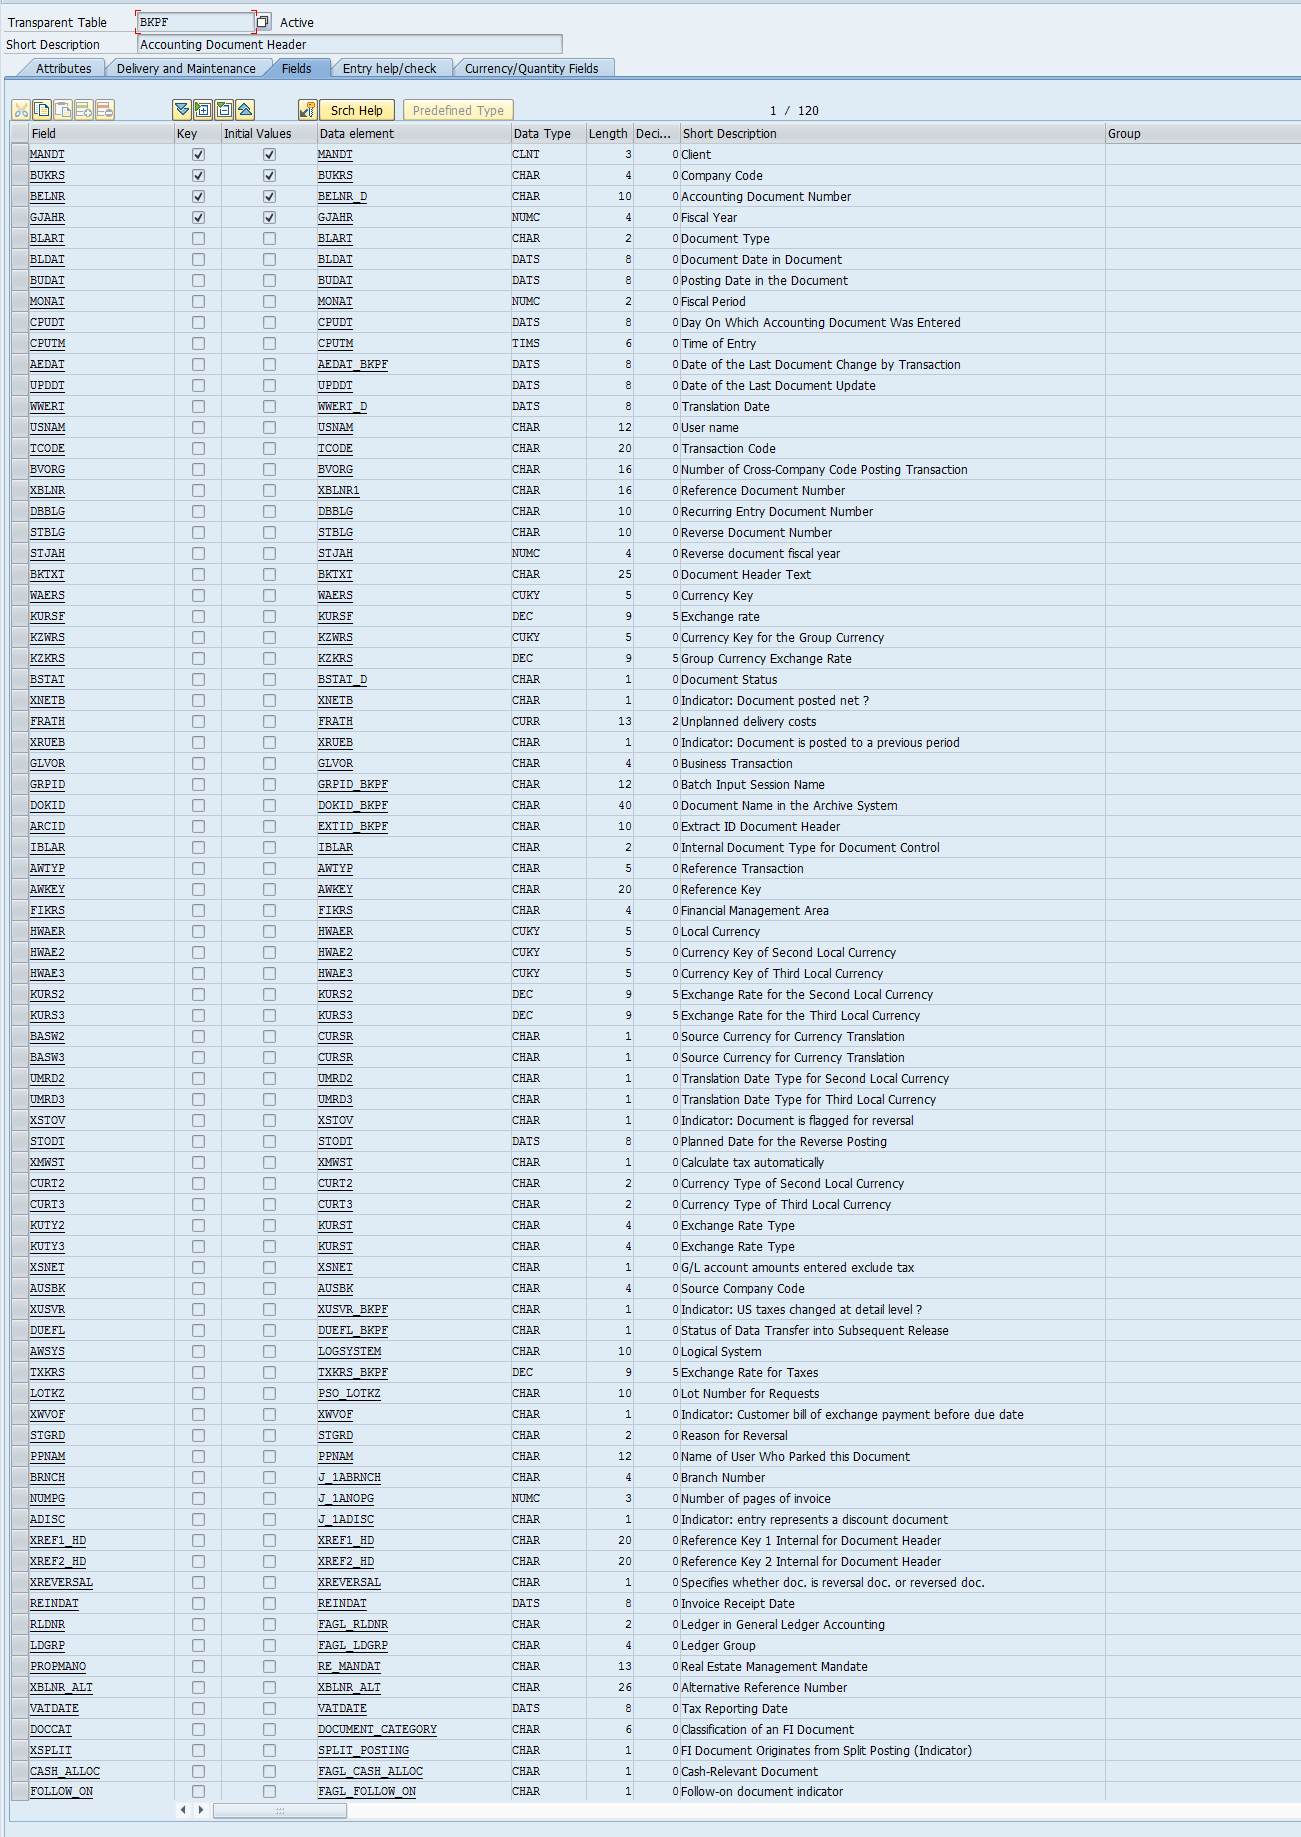 Transparent Table BKPF Active
Short Description Accounting Document Header
Attributes Delivery and Maintenance Fields Entry help/check Currency/Quantity Fields
Srch Help Predefined Type 1 / 120
Field Key Initial Values Data element Data Type Length Deci... Short Description Group
MANDT MANDT CLNT 3 0 Client
BUKRS BUKRS CHAR 4 0 Company Code
BELNR BELNR_D CHAR 10 0 Accounting Document Number
GJAHR GJAHR NUMC 4 0 Fiscal Year
BLART BLART CHAR 2 0 Document Type
BLDAT BLDAT DATS 8 0 Document Date in Document
BUDAT BUDAT DATS 8 0 Posting Date in the Document
MONAT MONAT NUMC 2 0 Fiscal Period
CPUDT CPUDT DATS 8 0 Day On Which Accounting Document Was Entered
CPUTM CPUTM TIMS 6 0 Time of Entry
AEDAT AEDAT_BKPF DATS 8 0 Date of the Last Document Change by Transaction
UPDDT UPDDT DATS 8 0 Date of the Last Document Update
WWERT WWERT_D DATS 8 0 Translation Date
USNAM USNAM CHAR 12 0 User name
TCODE TCODE CHAR 20 0 Transaction Code
BVORG BVORG CHAR 16 0 Number of Cross-Company Code Posting Transaction
XBLNR XBLNR1 CHAR 16 0 Reference Document Number
DBBLG DBBLG CHAR 10 0 Recurring Entry Document Number
STBLG STBLG CHAR 10 0 Reverse Document Number
STJAH STJAH NUMC 4 0 Reverse document fiscal year
BKTXT BKTXT CHAR 25 0 Document Header Text
WAERS WAERS CUKY 5 0 Currency Key
KURSF KURSF DEC 9 5 Exchange rate
KZWRS KZWRS CUKY 5 0 Currency Key for the Group Currency
KZKRS KZKRS DEC 9 5 Group Currency Exchange Rate
BSTAT BSTAT_D CHAR 1 0 Document Status
XNETB XNETB CHAR 1 0 Indicator: Document posted net ?
FRATH FRATH CURR 13 2 Unplanned delivery costs
XRUEB XRUEB CHAR 1 0 Indicator: Document is posted to a previous period
GLVOR GLVOR CHAR 4 0 Business Transaction
GRPID GRPID_BKPF CHAR 12 0 Batch Input Session Name
DOKID DOKID_BKPF CHAR 40 0 Document Name in the Archive System
ARCID EXTID_BKPF CHAR 10 0 Extract ID Document Header
IBLAR IBLAR CHAR 2 0 Internal Document Type for Document Control
AWTYP AWTYP CHAR 5 0 Reference Transaction
AWKEY AWKEY CHAR 20 0 Reference Key
FIKRS FIKRS CHAR 4 0 Financial Management Area
HWAER HWAER CUKY 5 0 Local Currency
HWAE2 HWAE2 CUKY 5 0 Currency Key of Second Local Currency
HWAE3 HWAE3 CUKY 5 0 Currency Key of Third Local Currency
KURS2 KURS2 DEC 9 5 Exchange Rate for the Second Local Currency
KURS3 KURS3 DEC 9 5 Exchange Rate for the Third Local Currency
BASW2 CURSR CHAR 1 0 Source Currency for Currency Translation
BASW3 CURSR CHAR 1 0 Source Currency for Currency Translation
UMRD2 UMRD2 CHAR 1 0 Translation Date Type for Second Local Currency
UMRD3 UMRD3 CHAR 1 0 Translation Date Type for Third Local Currency
XSTOV XSTOV CHAR 1 0 Indicator: Document is flagged for reversal
STODT STODT DATS 8 0 Planned Date for the Reverse Posting
XMWST XMWST CHAR 1 0 Calculate tax automatically
CURT2 CURT2 CHAR 2 0 Currency Type of Second Local Currency
CURT3 CURT3 CHAR 2 0 Currency Type of Third Local Currency
KUTY2 KURST CHAR 4 0 Exchange Rate Type
KUTY3 KURST CHAR 4 0 Exchange Rate Type
XSNET XSNET CHAR 1 0 G/L account amounts entered exclude tax
AUSBK AUSBK CHAR 4 0 Source Company Code
XUSVR XUSVR_BKPF CHAR 1 0 Indicator: US taxes changed at detail level ?
DUEFL DUEFL_BKPF CHAR 1 0 Status of Data Transfer into Subsequent Release
AWSYS LOGSYSTEM CHAR 10 0 Logical System
TXKRS TXKRS_BKPF DEC 9 5 Exchange Rate for Taxes
LOTKZ PSO_LOTKZ CHAR 10 0 Lot Number for Requests
XWVOF XWVOF CHAR 1 0 Indicator: Customer bill of exchange payment before due date
STGRD STGRD CHAR 2 0 Reason for Reversal
PPNAM PPNAM CHAR 12 0 Name of User Who Parked this Document
BRNCH J_1ABRNCH CHAR 4 0 Branch Number
NUMPG J_1ANOPG NUMC 3 0 Number of pages of invoice
ADISC J_1ADISC CHAR 1 0 Indicator: entry represents a discount document
XREF1_HD XREF1_HD CHAR 20 0 Reference Key 1 Internal for Document Header
XREF2_HD XREF2_HD CHAR 20 0 Reference Key 2 Internal for Document Header
XREVERSAL XREVERSAL CHAR 1 0 Specifies whether doc. is reversal doc. or reversed doc.
REINDAT REINDAT DATS 8 0 Invoice Receipt Date
RLDNR FAGL_RLDNR CHAR 2 0 Ledger in General Ledger Accounting
LDGRP FAGL_LDGRP CHAR 4 0 Ledger Group
PROPMANO RE_MANDAT CHAR 13 0 Real Estate Management Mandate
XBLNR_ALT XBLNR_ALT CHAR 26 0 Alternative Reference Number
VATDATE VATDATE DATS 8 0 Tax Reporting Date
DOCCAT DOCUMENT_CATEGORY CHAR 6 0 Classification of an FI Document
XSPLIT SPLIT_POSTING CHAR 1 0 FI Document Originates from Split Posting (Indicator)
CASH_ALLOC FAGL_CASH_ALLOC CHAR 1 0 Cash-Relevant Document
FOLLOW_ON FAGL_FOLLOW_ON CHAR 1 0 Follow-on document indicator